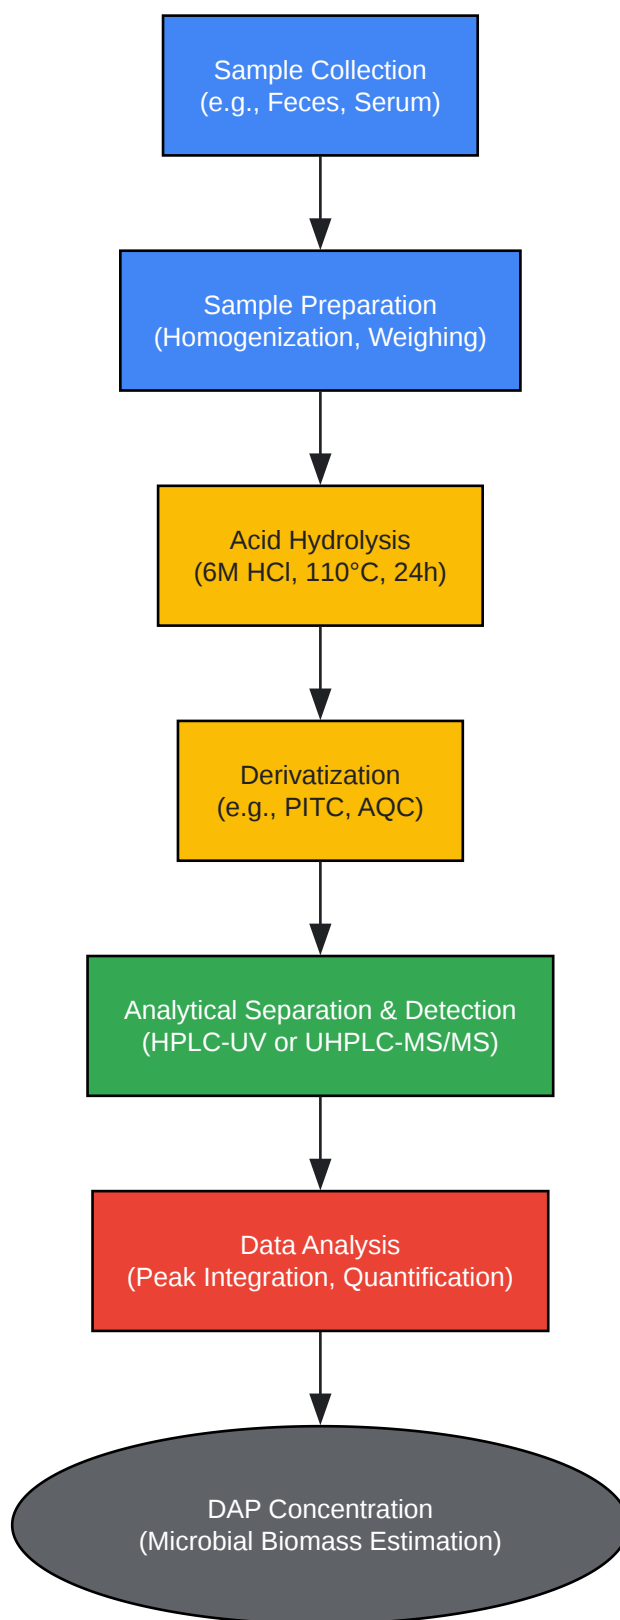 Sample Collection
(e.g., Feces, Serum)
Sample Preparation
(Homogenization, Weighing)
Acid Hydrolysis
(6M HCl, 110°C, 24h)
Derivatization
(e.g., PITC, AQC)
Analytical Separation & Detection
(HPLC-UV or UHPLC-MS/MS)
Data Analysis
(Peak Integration, Quantification)
DAP Concentration
(Microbial Biomass Estimation)